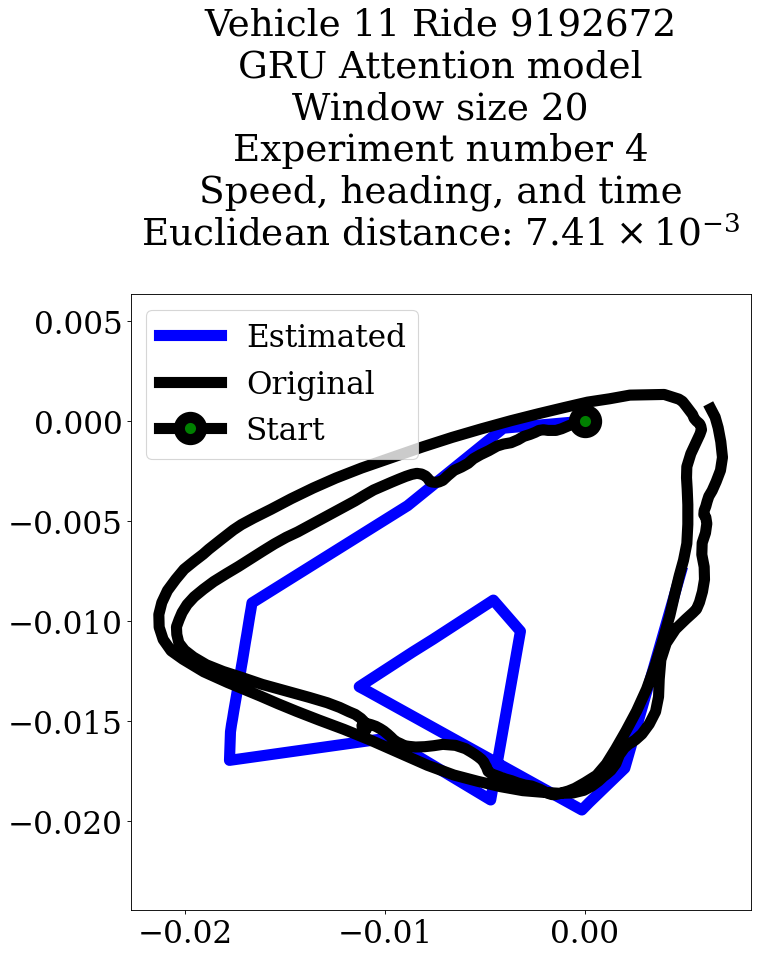 Vehicle 11 Ride 9192672
GRU Attention model
Window size 20
Experiment number 4
Speed, heading, and time
Euclidean distance: 7.41 × 10⁻³
Estimated
Original
Start
0.005
0.000
−0.005
−0.010
−0.015
−0.020
−0.02 −0.01 0.00